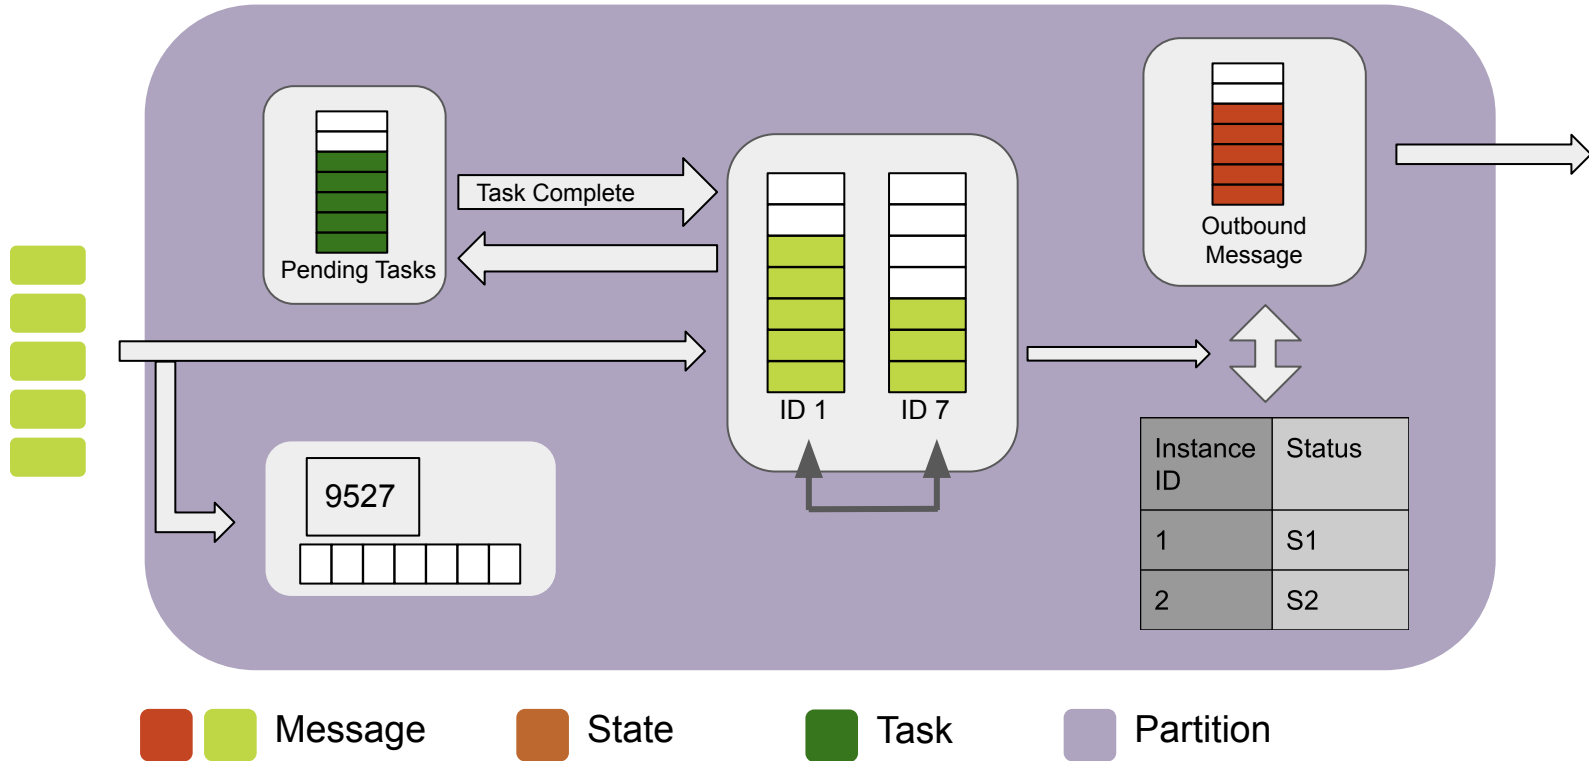 Task Complete
Pending Tasks
Outbound
Message
ID 1
ID 7
9527
Instance
ID
Status
1
S1
2
S2
Message
State
Task
Partition